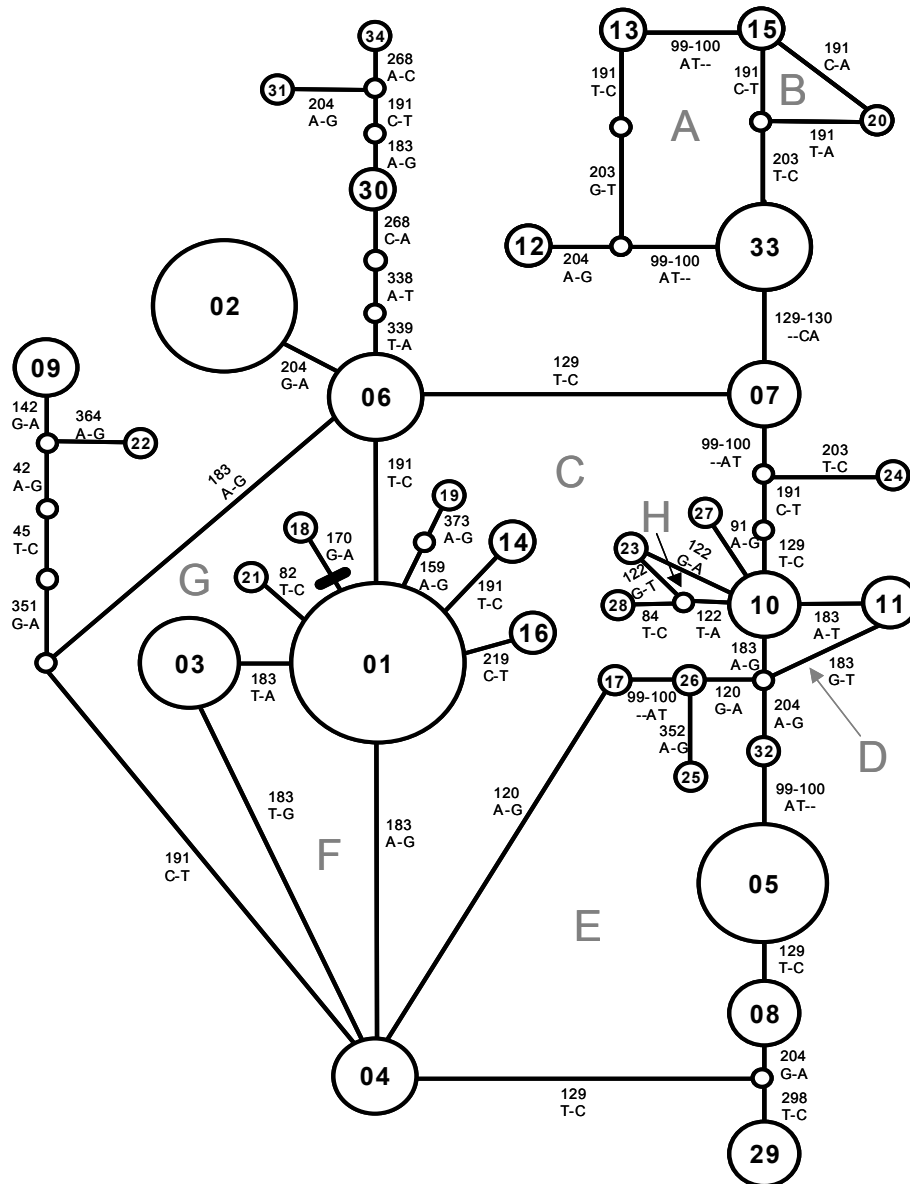 34
13
15
268
A-C
99-100
AT--
191
C-A
31
204
A-G
191
C-T
191
T-C
191
C-T
B
A
20
183
A-G
191
T-A
30
203
G-T
203
T-C
268
C-A
12
204
A-G
99-100
AT--
33
338
A-T
02
339
T-A
129-130
--CA
204
G-A
09
129
T-C
06
07
142
G-A
364
A-G
22
99-100
--AT
203
T-C
24
42
A-G
183
A-G
191
T-C
C
191
C-T
19
373
A-G
H
27
45
T-C
18
170
G-A
14
91
A-G
129
T-C
23
122
G-A
G
21
82
T-C
159
A-G
191
T-C
122
G-T
28
84
T-C
122
T-A
10
183
A-T
11
351
G-A
16
219
C-T
183
A-G
183
G-T
03
183
T-A
01
17
99-100
--AT
26
120
G-A
204
A-G
352
A-G
32
D
25
183
T-G
120
A-G
99-100
AT--
191
C-T
F
183
A-G
05
E
129
T-C
08
04
204
G-A
129
T-C
298
T-C
29